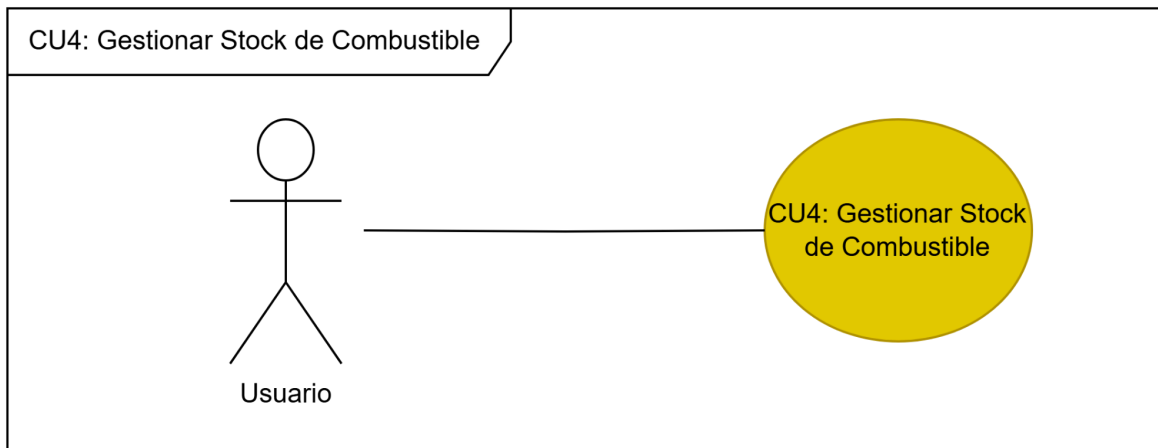 CU4: Gestionar Stock de Combustible
CU4: Gestionar Stock
de Combustible
Usuario